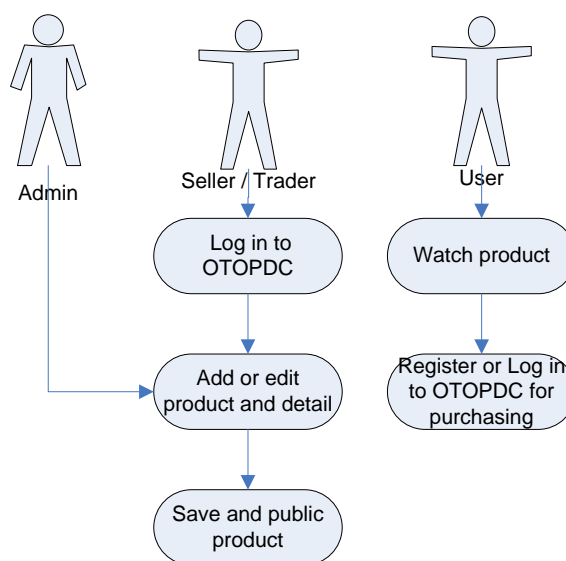 Admin
Seller / Trader
User
Log in to
OTOPDC
Watch product
Add or edit
product and detail
Register or Log in
to OTOPDC for
purchasing
Save and public
product